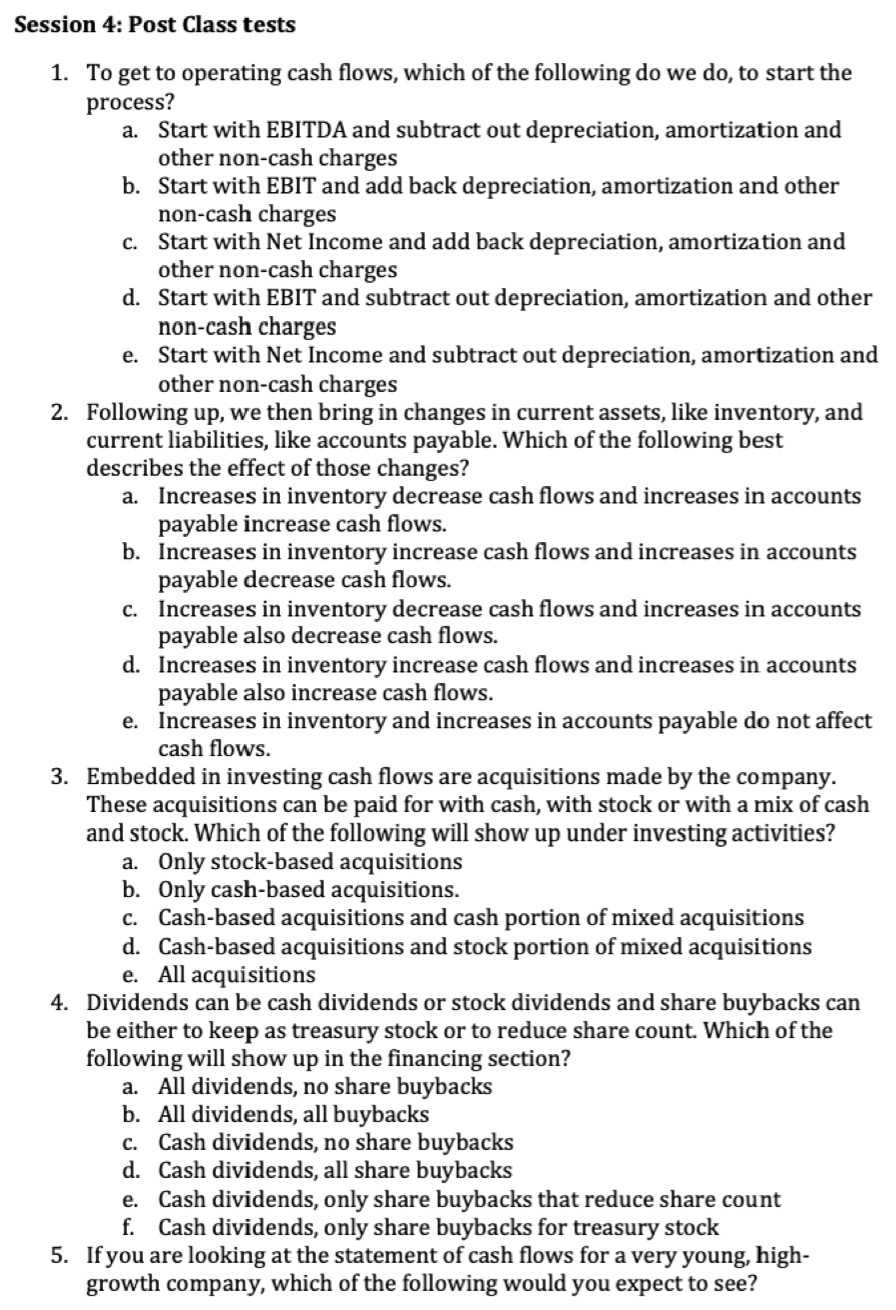 Session 4: Post Class tests
1. To get to operating cash flows, which of the following do we do, to start the
process?
a. Start with EBITDA and subtract out depreciation, amortization and
other non-cash charges
b. Start with EBIT and add back depreciation, amortization and other
non-cash charges
c. Start with Net Income and add back depreciation, amortization and
other non-cash charges
d. Start with EBIT and subtract out depreciation, amortization and other
non-cash charges
e. Start with Net Income and subtract out depreciation, amortization and
other non-cash charges
2. Following up, we then bring in changes in current assets, like inventory, and
current liabilities, like accounts payable. Which of the following best
describes the effect of those changes?
a. Increases in inventory decrease cash flows and increases in accounts
payable increase cash flows.
b. Increases in inventory increase cash flows and increases in accounts
payable decrease cash flows.
c. Increases in inventory decrease cash flows and increases in accounts
payable also decrease cash flows.
d. Increases in inventory increase cash flows and increases in accounts
payable also increase cash flows.
e. Increases in inventory and increases in accounts payable do not affect
cash flows.
3. Embedded in investing cash flows are acquisitions made by the company.
These acquisitions can be paid for with cash, with stock or with a mix of cash
and stock. Which of the following will show up under investing activities?
a. Only stock-based acquisitions
b. Only cash-based acquisitions.
c. Cash-based acquisitions and cash portion of mixed acquisitions
d. Cash-based acquisitions and stock portion of mixed acquisitions
e. All acquisitions
4. Dividends can be cash dividends or stock dividends and share buybacks can
be either to keep as treasury stock or to reduce share count. Which of the
following will show up in the financing section?
a. All dividends, no share buybacks
b. All dividends, all buybacks
c. Cash dividends, no share buybacks
d. Cash dividends, all share buybacks
e. Cash dividends, only share buybacks that reduce share count
f. Cash dividends, only share buybacks for treasury stock
5. If you are looking at the statement of cash flows for a very young, high-
growth company, which of the following would you expect to see?